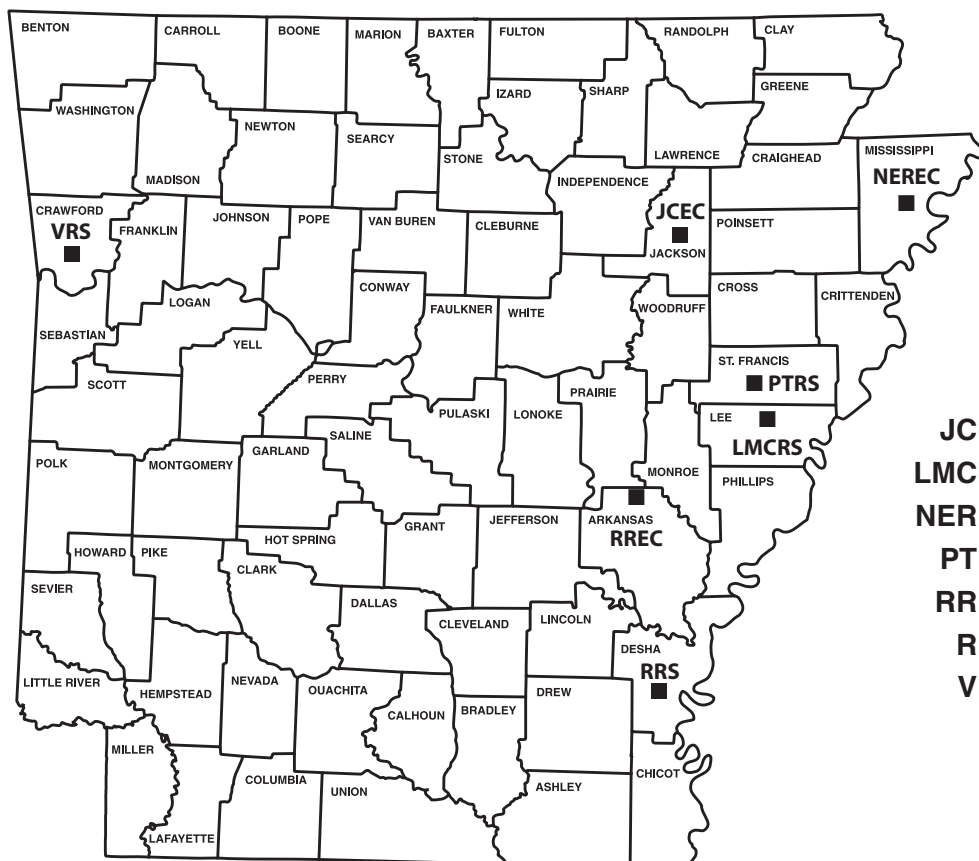 BENTON
CARROLL
BOONE
MARION
BAXTER
FULTON
RANDOLPH
CLAY
WASHINGTON
MADISON
NEWTON
SEARCY
STONE
IZARD
SHARP
LAWRENCE
GREENE
CRAIGHEAD
MISSISSIPPI
NEREC
INDEPENDENCE
CRAWFORD
VRS
FRANKLIN
JOHNSON
POPE
VAN BUREN
CLEBURNE
JCEC
JACKSON
POINSETT
SEBASTIAN
LOGAN
CONWAY
FAULKNER
WHITE
WOODRUFF
CROSS
CRITTENDEN
SCOTT
YELL
PERRY
PULASKI
LONOKE
PRAIRIE
ST. FRANCIS
PTRS
LEE
LMCRS
POLK
MONTGOMERY
GARLAND
SALINE
MONROE
PHILLIPS
HOWARD
PIKE
HOT SPRING
GRANT
JEFFERSON
ARKANSAS
RREC
SEVIER
CLARK
DALLAS
CLEVELAND
LINCOLN
DESHA
RRS
LITTLE RIVER
HEMPSTEAD
NEVADA
OUACHITA
CALHOUN
BRADLEY
DREW
MILLER
LAFAYETTE
COLUMBIA
UNION
ASHLEY
CHICOT
JC
LMC
NER
PT
RR
R
V